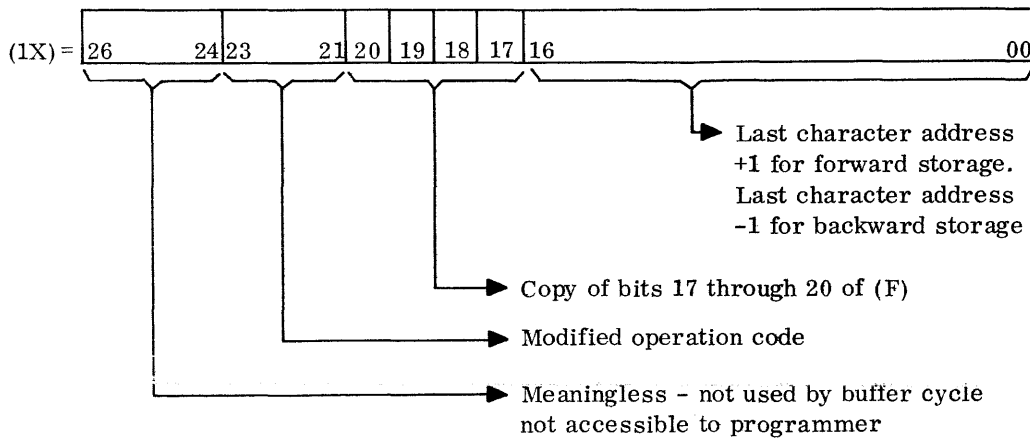 (1X) = 26 24 23 21 20 19 18 17 16 00
Last character address
+1 for forward storage.
Last character address
-1 for backward storage
Copy of bits 17 through 20 of (F)
Modified operation code
Meaningless - not used by buffer cycle
not accessible to programmer